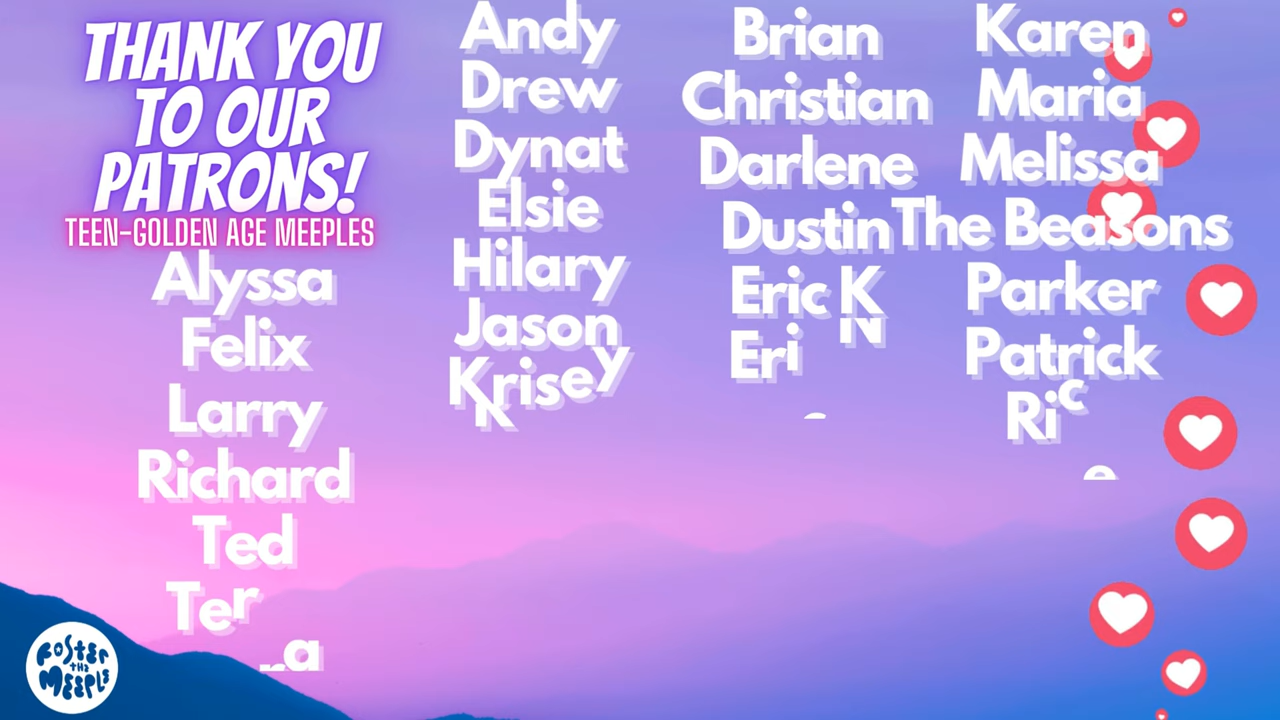 THANK YOU
TO OUR
PATRONS!
TEEN-GOLDEN AGE MEEPLES
Alyssa
Felix
Larry
Richard
Ted
Andy
Drew
Dynat
Elsie
Hilary
Jason
Brian
Christian
Darlene
Dustin
Eric K
Karen
Maria
Melissa
The Beasons
Parker
Patrick
FOSTER
THE
MEEPLE